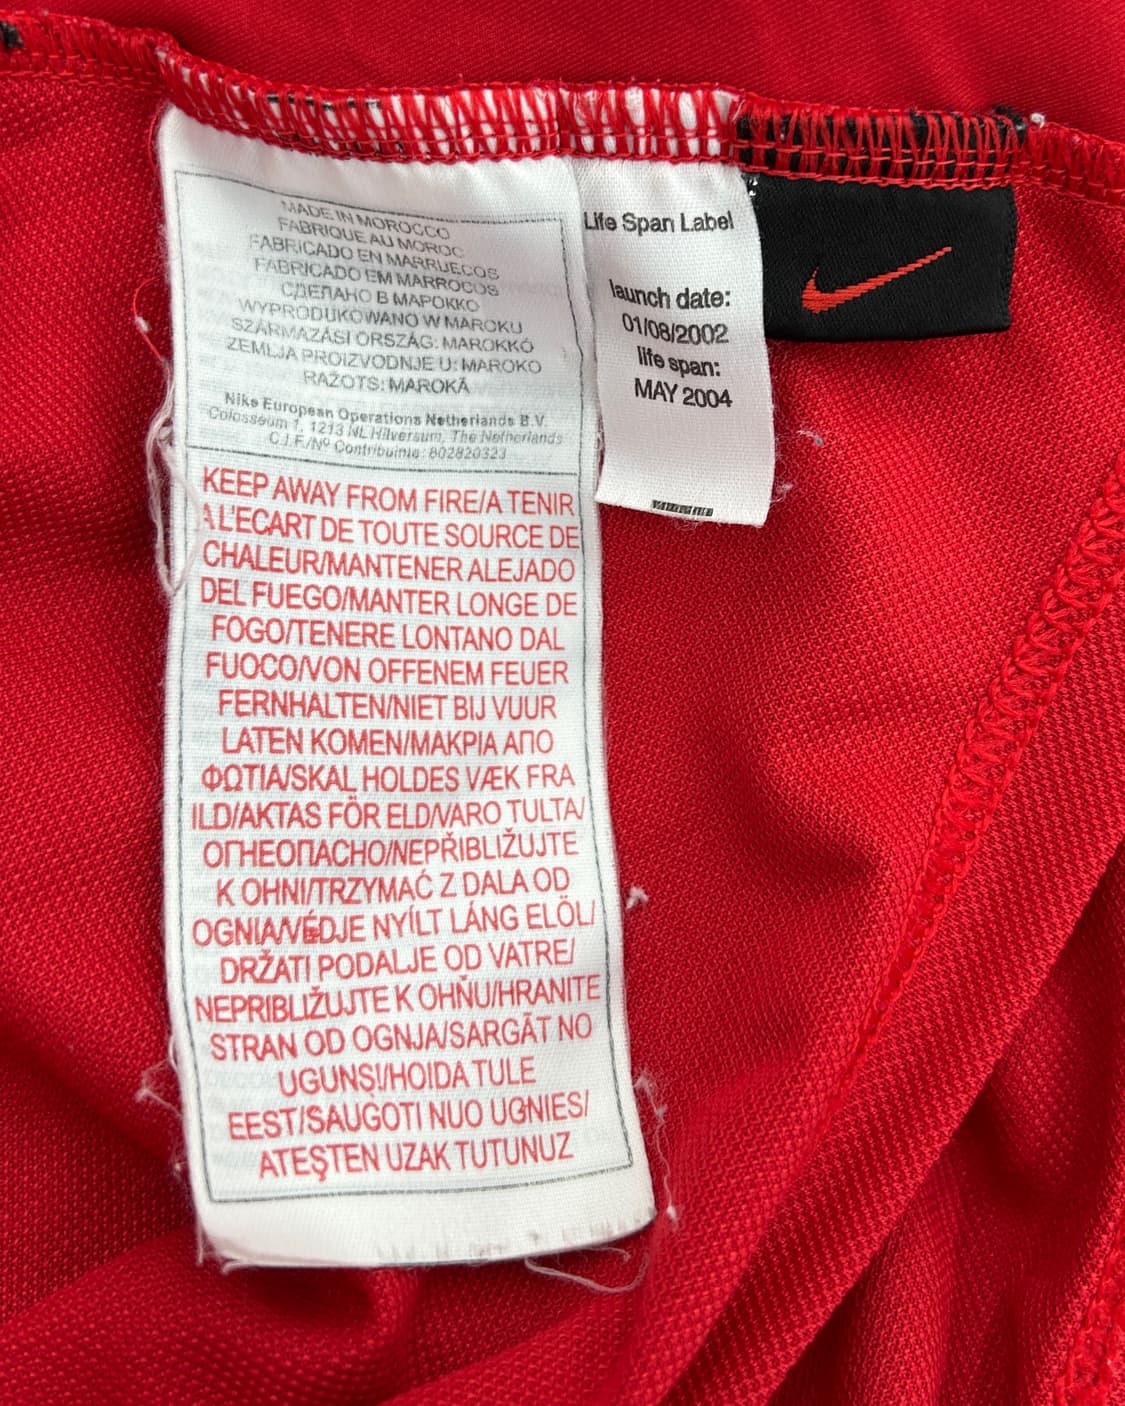 MADE IN MOROCCO
FABRIQUE AU MOROC
FABRICADO EN MARRUECOS
FABRICADO EM MARROCOS
СДЕЛАНО В МАРОККО
WYPRODUKOWANO W MAROKU
SZÁRMAZÁSI ORSZÁG: MAROKKÓ
ZEMLJA PROIZVODNJE U: MAROKO
RAŽOTS: MAROKĀ
Nike European Operations Netherlands B.V.
Colosseum 1, 1213 NL Hilversum, The Netherlands
C.I.F./Nº Contribuinte: 802820323
KEEP AWAY FROM FIRE/A TENIR
A L'ECART DE TOUTE SOURCE DE
CHALEUR/MANTENER ALEJADO
DEL FUEGO/MANTER LONGE DE
FOGO/TENERE LONTANO DAL
FUOCO/VON OFFENEM FEUER
FERNHALTEN/NIET BIJ VUUR
LATEN KOMEN/ΜΑΚΡΙΑ ΑΠΟ
ΦΩΤΙΑ/SKAL HOLDES VÆK FRA
ILD/AKTAS FÖR ELD/VARO TULTA/
ОГНЕОПАСНО/NEPŘIBLIŽUJTE
K OHNI/TRZYMAĆ Z DALA OD
OGNIA/VÉDJE NYÍLT LÁNG ELÖL/
DRŽATI PODALJE OD VATRE/
NEPRIBLIŽUJTE K OHŇU/HRANITE
STRAN OD OGNJA/SARGĀT NO
UGUNS!/HOIDA TULE
EEST/SAUGOTI NUO UGNIES/
ATEŞTEN UZAK TUTUNUZ
Life Span Label
launch date:
01/08/2002
life span:
MAY 2004